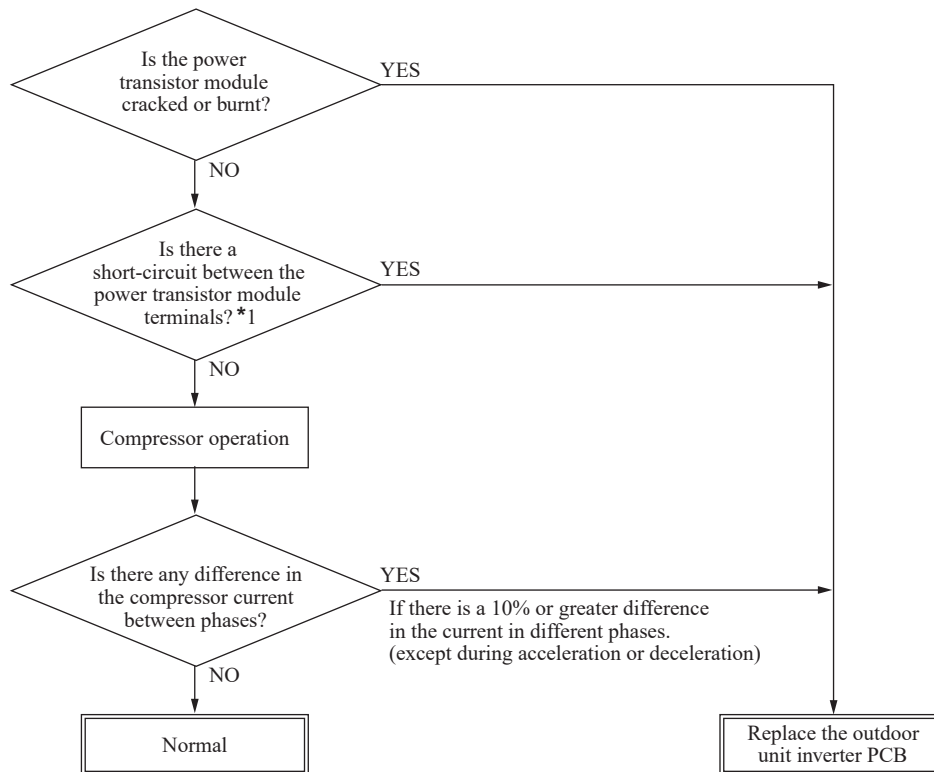 Is the power
transistor module
cracked or burnt?
YES
NO
Is there a
short-circuit between the
power transistor module
terminals? *1
YES
NO
Compressor operation
Is there any difference in
the compressor current
between phases?
YES
If there is a 10% or greater difference
in the current in different phases.
(except during acceleration or deceleration)
NO
Normal
Replace the outdoor
unit inverter PCB